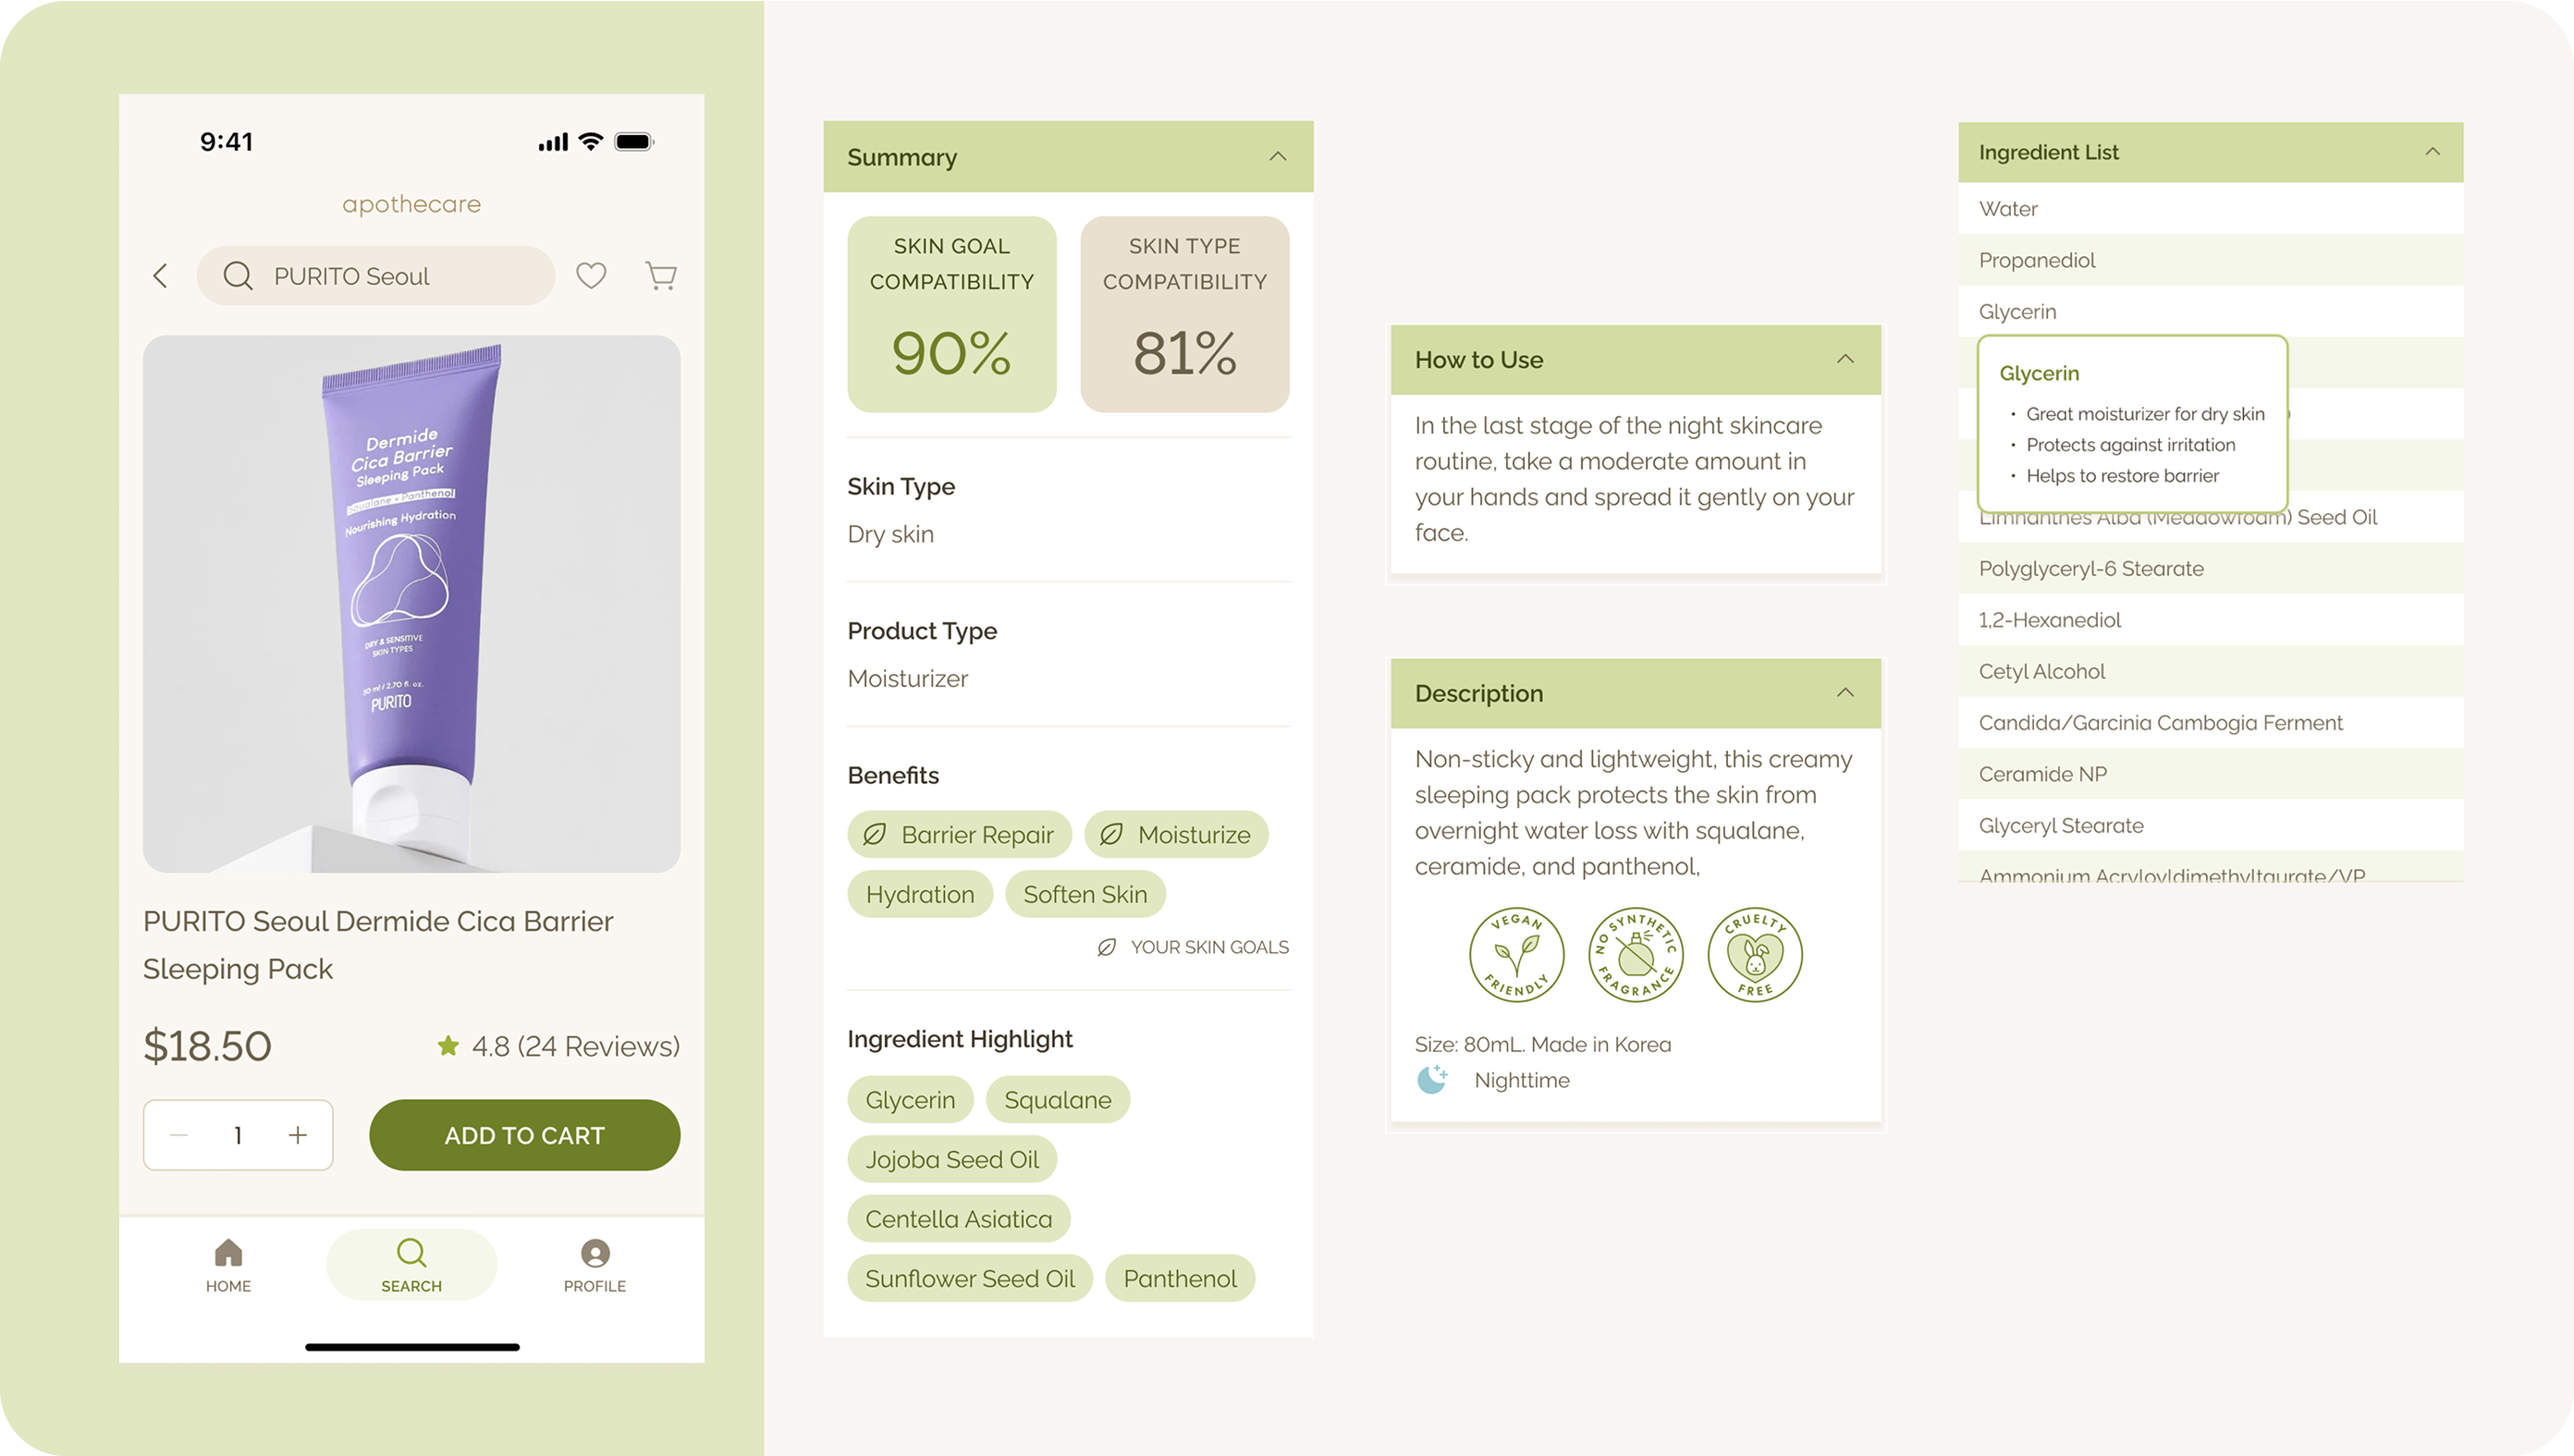 9:41
apothecare
PURITO Seoul
Dermide
Cica Barrier
Sleeping Pack
Squalane + Panthenol
Nourishing Hydration
DRY & SENSITIVE
SKIN TYPES
80 ml / 2.70 fl. oz.
PURITO
PURITO Seoul Dermide Cica Barrier
Sleeping Pack
$18.50
4.8 (24 Reviews)
1
ADD TO CART
HOME
SEARCH
PROFILE
Summary
SKIN GOAL
COMPATIBILITY
90%
SKIN TYPE
COMPATIBILITY
81%
Skin Type
Dry skin
Product Type
Moisturizer
Benefits
Barrier Repair
Moisturize
Hydration
Soften Skin
YOUR SKIN GOALS
Ingredient Highlight
Glycerin
Squalane
Jojoba Seed Oil
Centella Asiatica
Sunflower Seed Oil
Panthenol
How to Use
In the last stage of the night skincare
routine, take a moderate amount in
your hands and spread it gently on your
face.
Description
Non-sticky and lightweight, this creamy
sleeping pack protects the skin from
overnight water loss with squalane,
ceramide, and panthenol,
VEGAN
FRIENDLY
NO SYNTHETIC
FRAGRANCE
CRUELTY
FREE
Size: 80mL. Made in Korea
Nighttime
Ingredient List
Water
Propanediol
Glycerin
Glycerin
• Great moisturizer for dry skin
• Protects against irritation
• Helps to restore barrier
Limnanthes Alba (Meadowfoam) Seed Oil
Polyglyceryl-6 Stearate
1,2-Hexanediol
Cetyl Alcohol
Candida/Garcinia Cambogia Ferment
Ceramide NP
Glyceryl Stearate
Ammonium Acryloyldimethyltaurate/VP